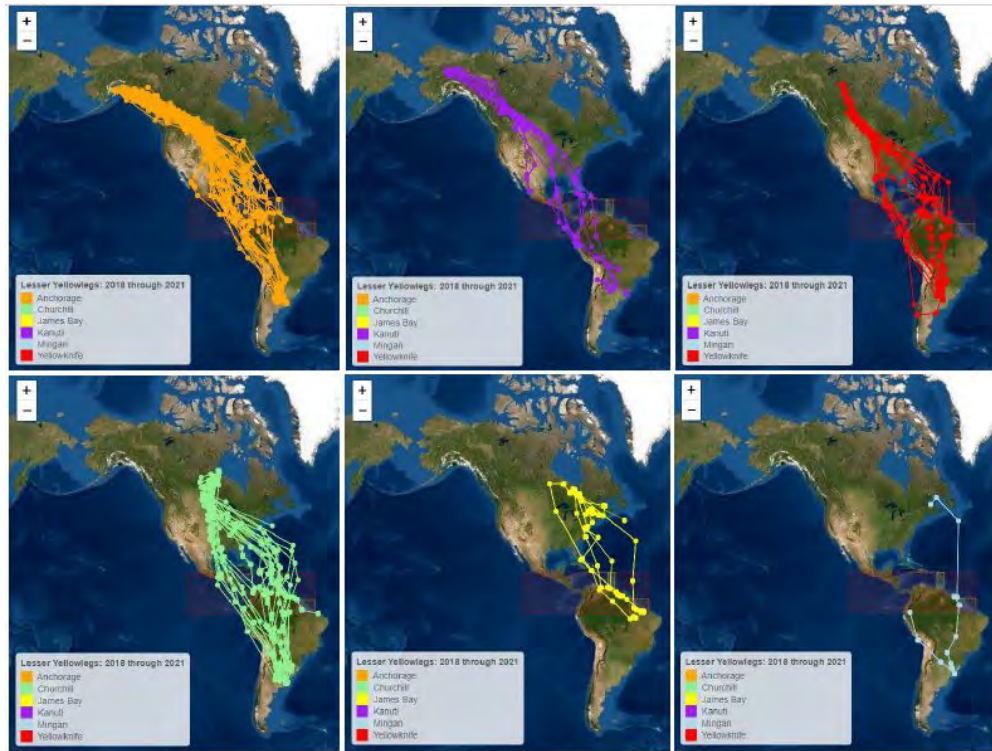 +
−
+
−
+
−
Lesser Yellowlegs: 2018 through 2021
Anchorage
Churchill
James Bay
Kanuti
Mingan
Yellowknife
Lesser Yellowlegs: 2018 through 2021
Anchorage
Churchill
James Bay
Kanuti
Mingan
Yellowknife
Lesser Yellowlegs: 2018 through 2021
Anchorage
Churchill
James Bay
Kanuti
Mingan
Yellowknife
+
−
+
−
+
−
Lesser Yellowlegs: 2018 through 2021
Anchorage
Churchill
James Bay
Kanuti
Mingan
Yellowknife
Lesser Yellowlegs: 2018 through 2021
Anchorage
Churchill
James Bay
Kanuti
Mingan
Yellowknife
Lesser Yellowlegs: 2018 through 2021
Anchorage
Churchill
James Bay
Kanuti
Mingan
Yellowknife